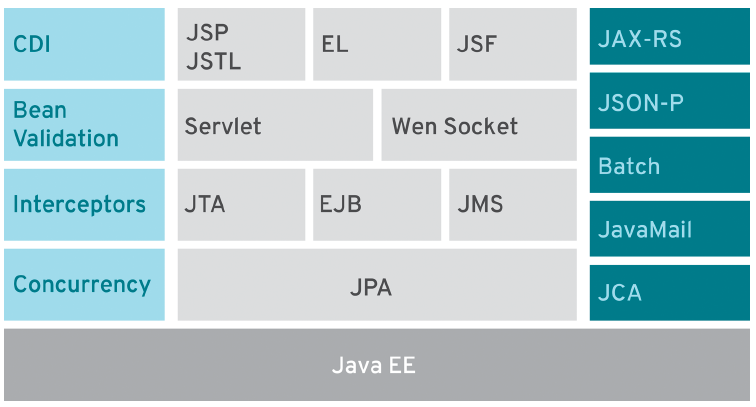 CDI
JSP
JSTL
EL
JSF
JAX-RS
JSON-P
Bean
Validation
Servlet
Wen Socket
Batch
Interceptors
JTA
EJB
JMS
JavaMail
Concurrency
JPA
JCA
Java EE